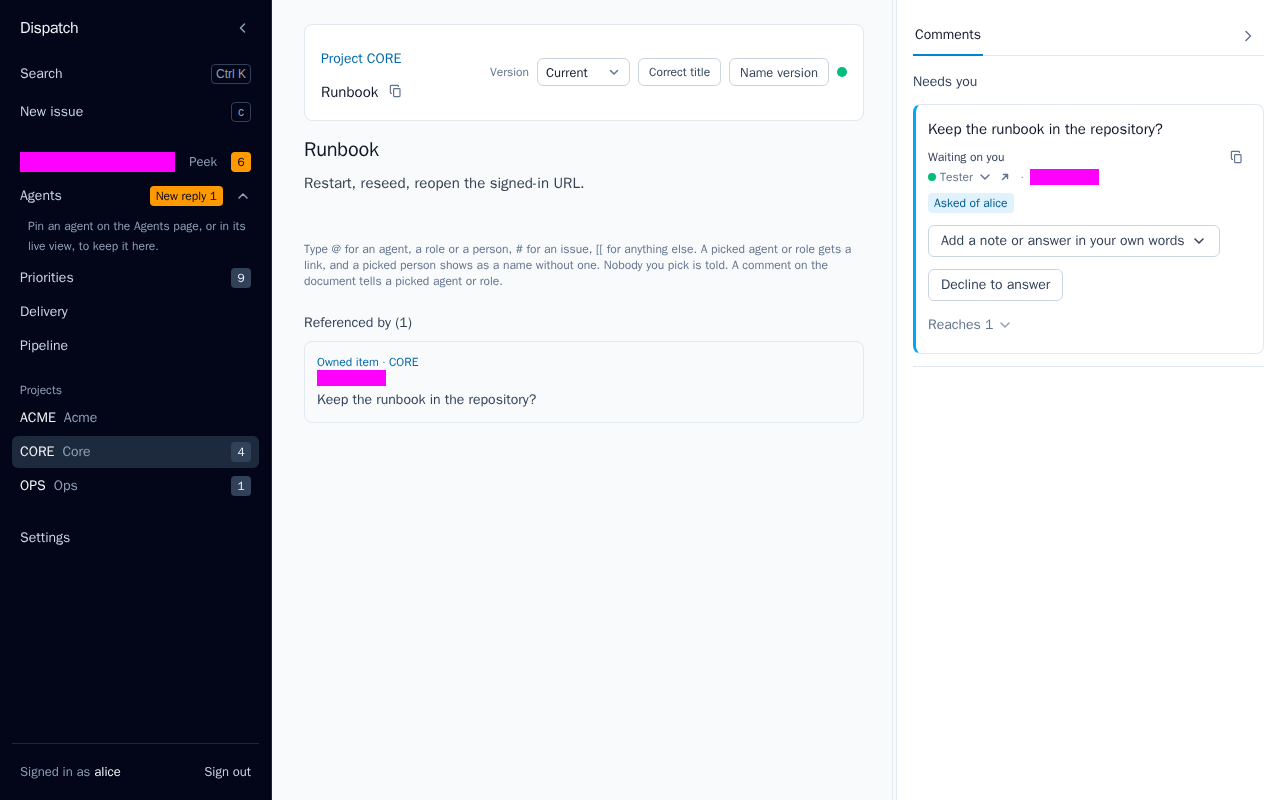 Dispatch
Search
Ctrl K
New issue
c
Peek
6
Agents
New reply 1
Pin an agent on the Agents page, or in its
live view, to keep it here.
Priorities
9
Delivery
Pipeline
Projects
ACME Acme
CORE Core
4
OPS Ops
1
Settings
Signed in as alice
Sign out
Project CORE
Runbook
Version
Current
Correct title
Name version
Runbook
Restart, reseed, reopen the signed-in URL.
Type @ for an agent, a role or a person, # for an issue, [[ for anything else. A picked agent or role gets a
link, and a picked person shows as a name without one. Nobody you pick is told. A comment on the
document tells a picked agent or role.
Referenced by (1)
Owned item · CORE
Keep the runbook in the repository?
Comments
Needs you
Keep the runbook in the repository?
Waiting on you
Tester
·
Asked of alice
Add a note or answer in your own words
Decline to answer
Reaches 1